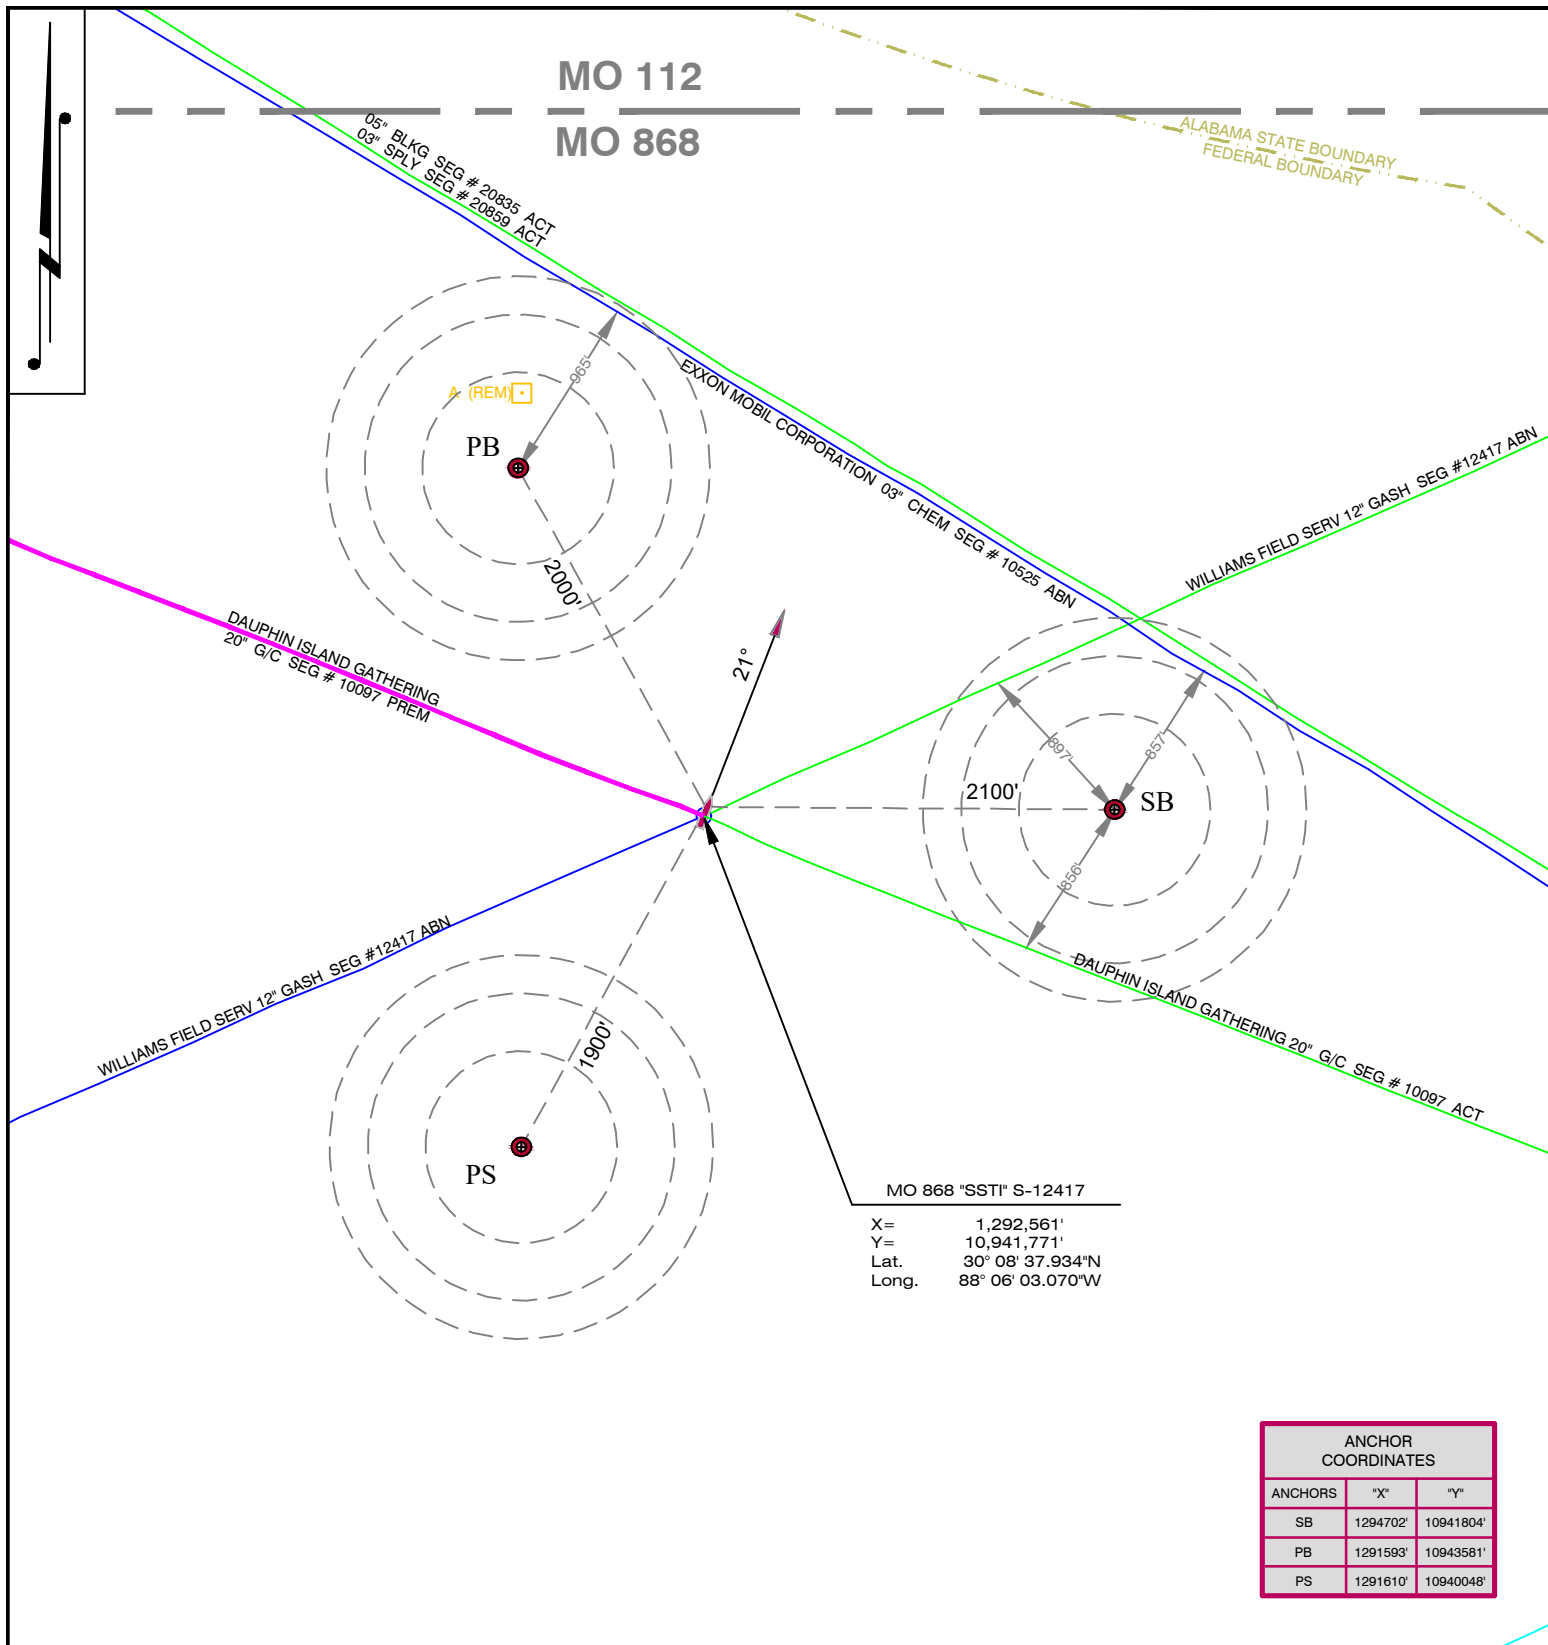 MO 112
MO 868
ALABAMA STATE BOUNDARY
FEDERAL BOUNDARY
05" BLKG SEG # 20835 ACT
03" SPLY SEG # 20859 ACT
965'
A (REM)
PB
EXXON MOBIL CORPORATION 03" CHEM SEG # 10525 ABN
WILLIAMS FIELD SERV 12" GASH SEG #12417 ABN
2000'
DAUPHIN ISLAND GATHERING
20" G/C SEG # 10097 PREM
21°
897'
857'
2100'
SB
856'
WILLIAMS FIELD SERV 12" GASH SEG #12417 ABN
DAUPHIN ISLAND GATHERING 20" G/C SEG # 10097 ACT
1900'
PS
MO 868 "SSTI" S-12417
X= 1,292,561'
Y= 10,941,771'
Lat. 30° 08' 37.934"N
Long. 88° 06' 03.070"W
ANCHOR
COORDINATES
ANCHORS "X" "Y"
SB 1294702' 10941804'
PB 1291593' 10943581'
PS 1291610' 10940048'